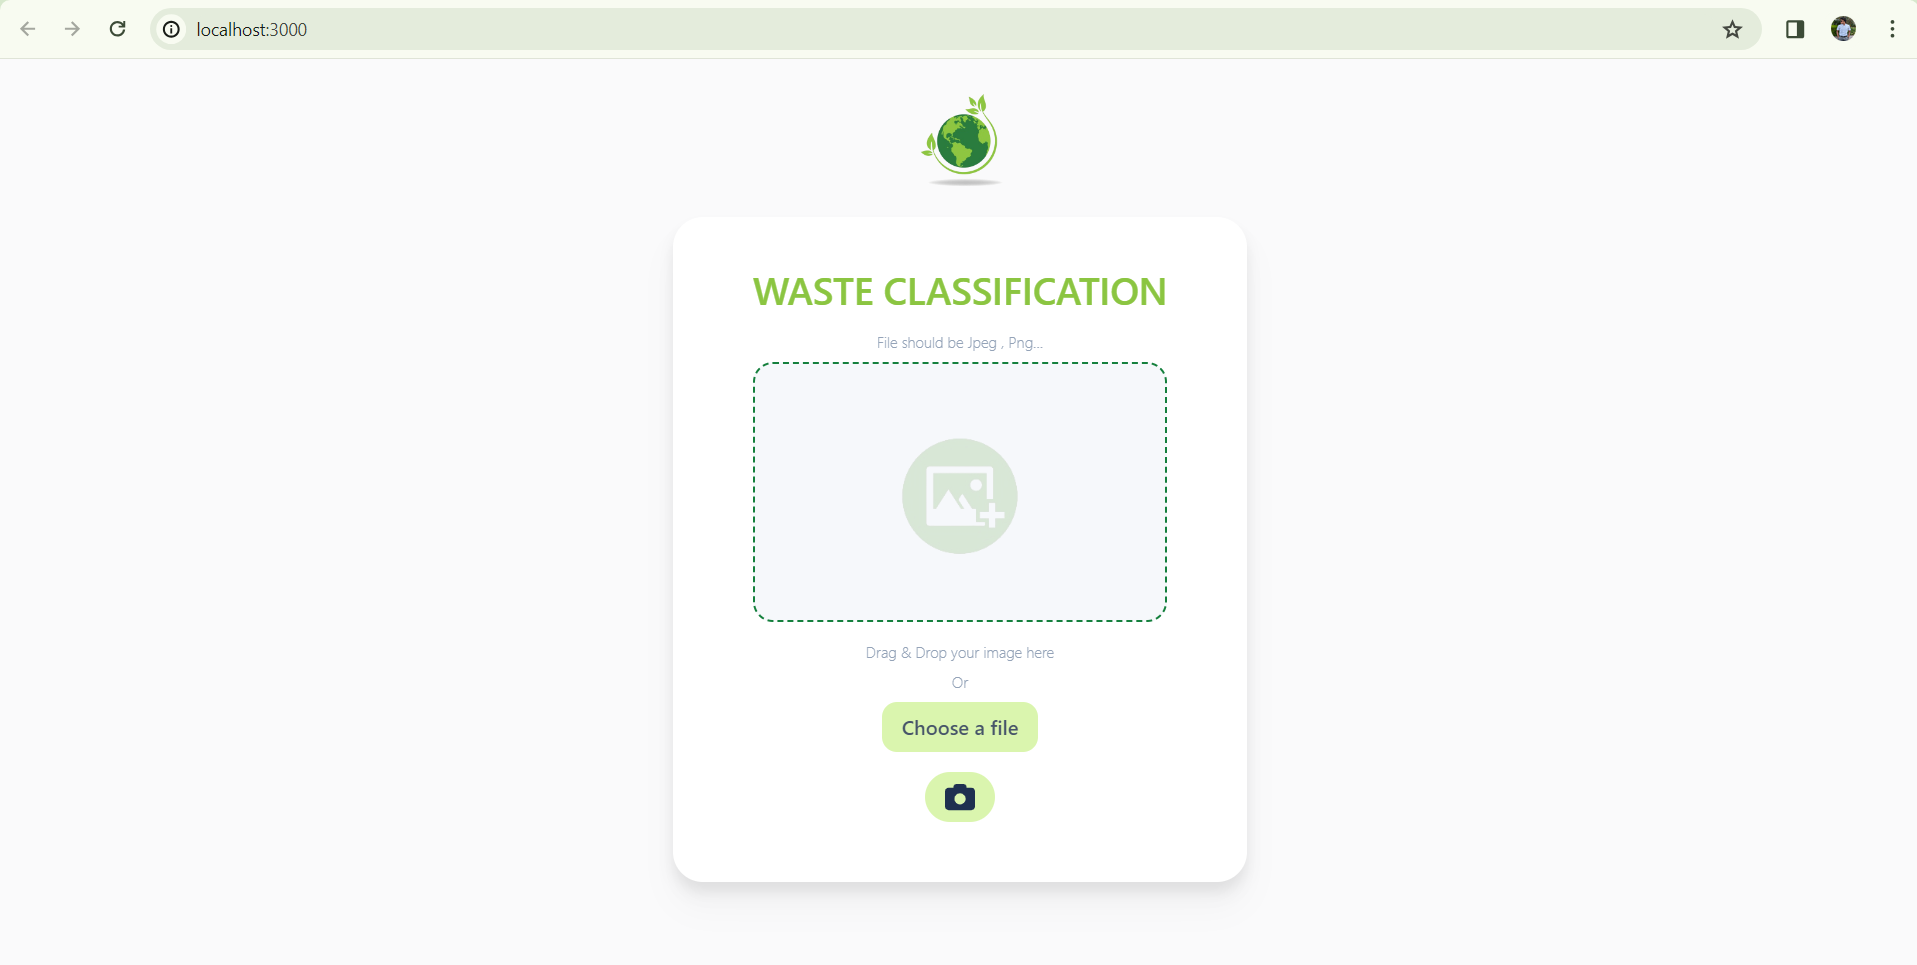 localhost:3000
WASTE CLASSIFICATION
File should be Jpeg , Png...
Drag & Drop your image here
Or
Choose a file